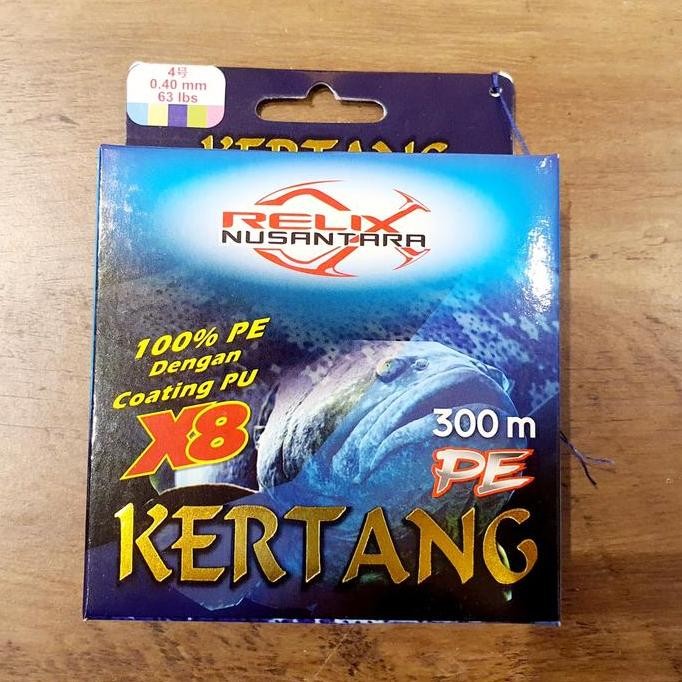 4号
0,40 mm
63 lbs
KERTANG
RELIX
NUSANTARA
100% PE
Dengan
Coating PU
X8
300 m
PE
KERTANG